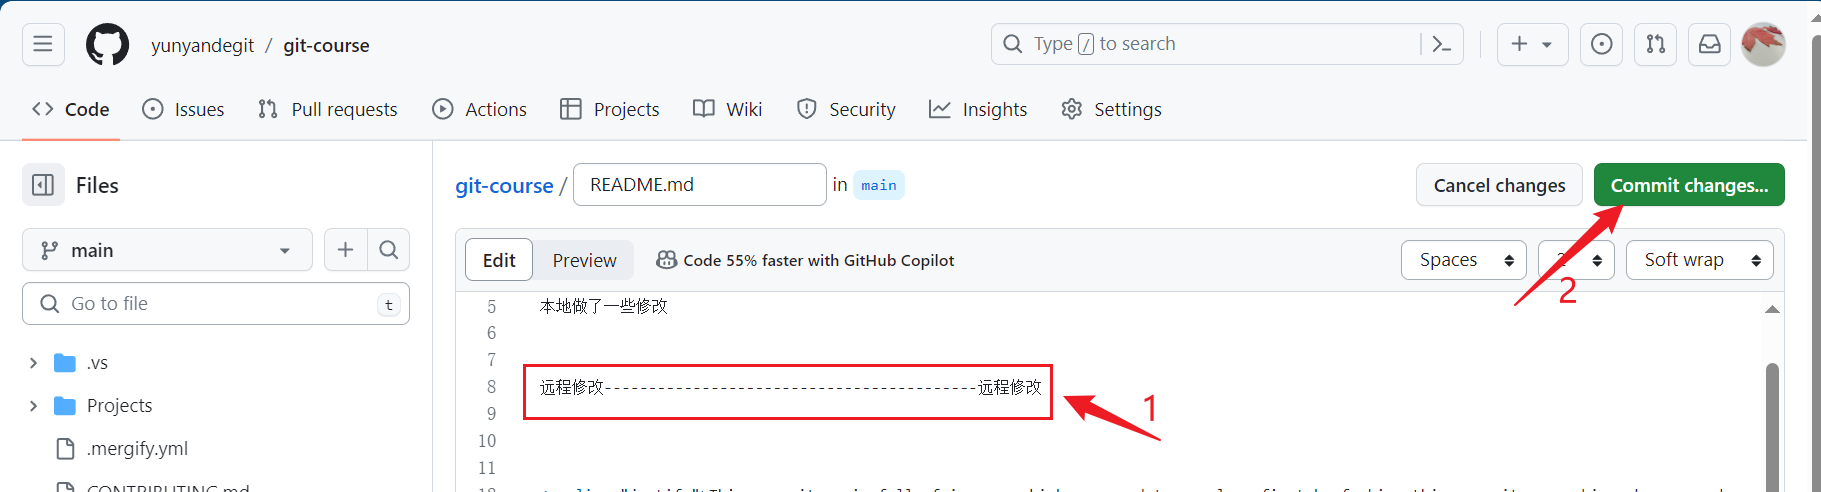 yunyandegit / git-course
Type / to search
Code Issues Pull requests Actions Projects Wiki Security Insights Settings
Files
git-course / README.md in main
Cancel changes Commit changes...
main
Edit Preview Code 55% faster with GitHub Copilot
Spaces 2 Soft wrap
2
Go to file t
5 本地做了一些修改
6
7
8 远程修改-----------------------------------------远程修改
9
10
11
1
.vs
Projects
.mergify.yml
CONTRIBUTING.md